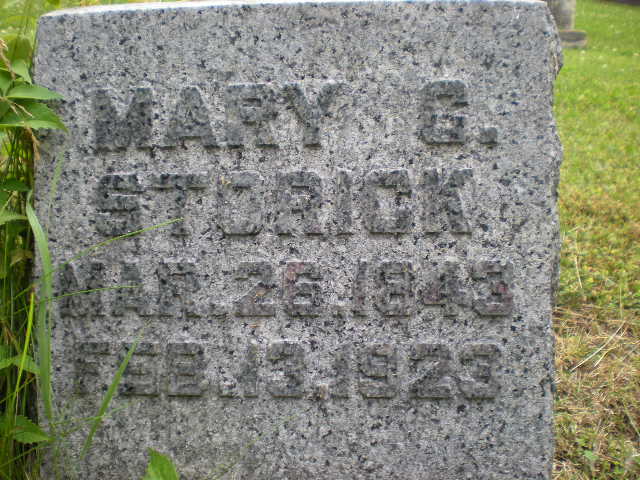 MARY G.
STORICK
MAR. 26. 1843
FEB. 13. 1923